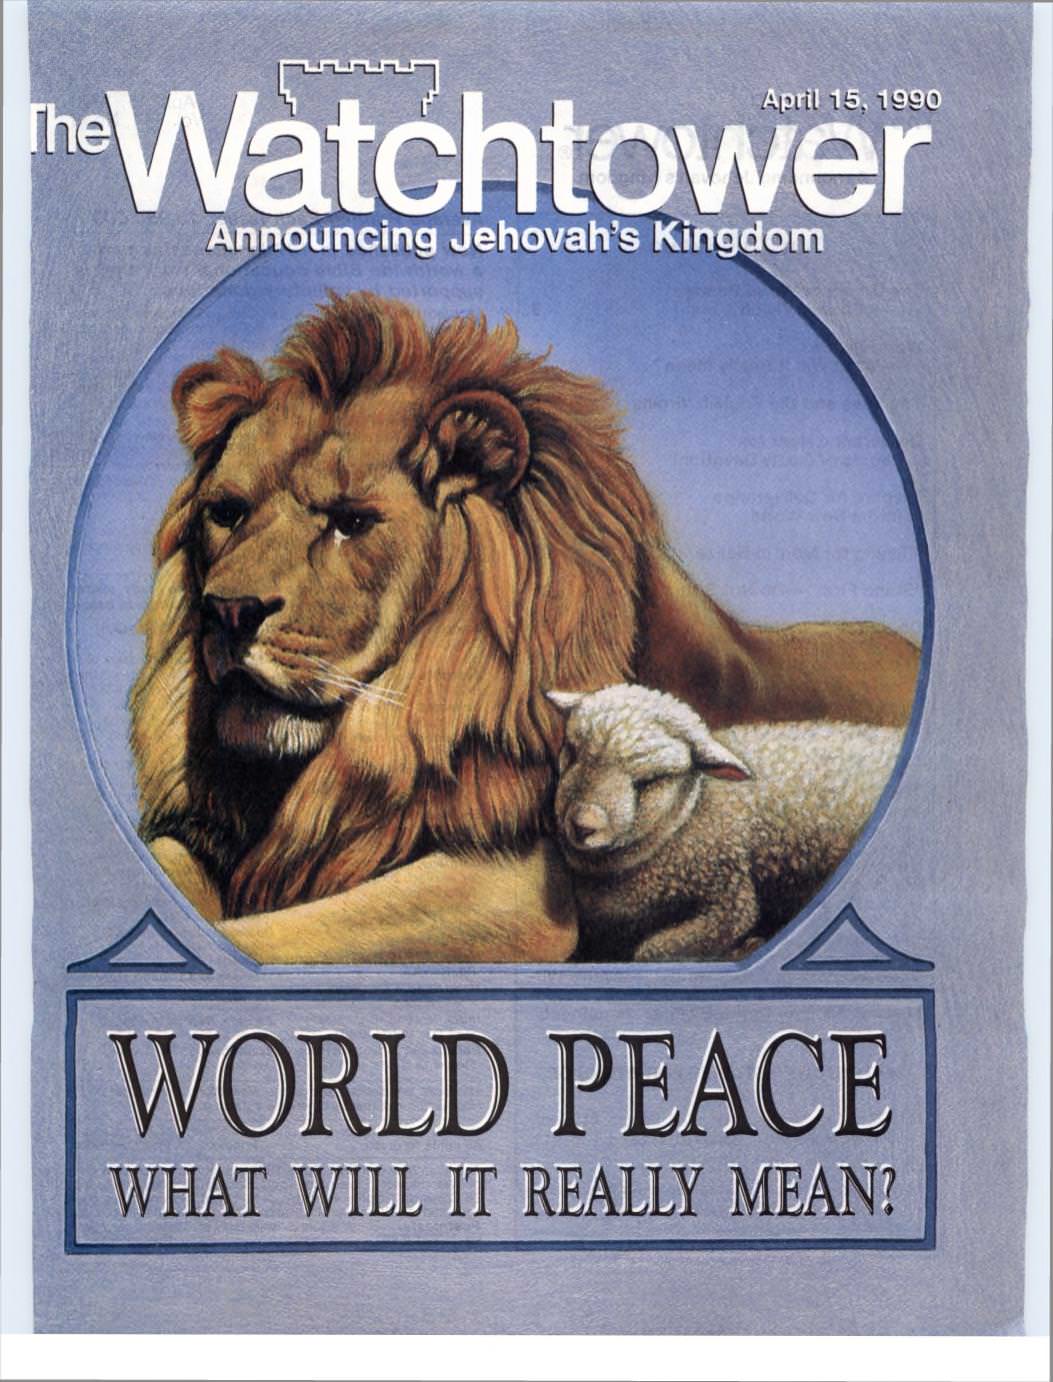 April 15, 1990
The Watchtower
Announcing Jehovah's Kingdom
WORLD PEACE
WHAT WILL IT REALLY MEAN?